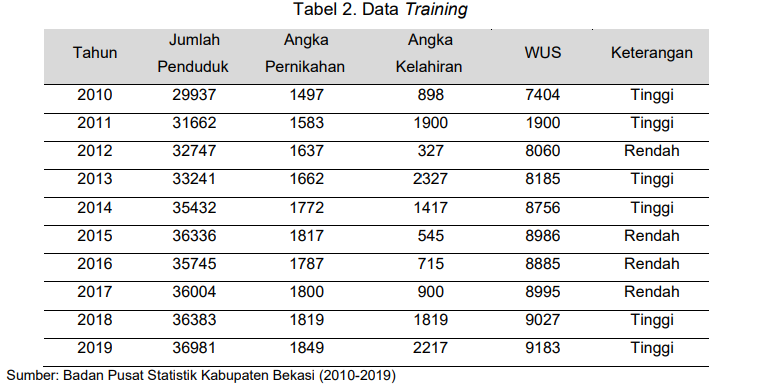 Tabel 2. Data Training
Tahun Jumlah Penduduk Angka Pernikahan Angka Kelahiran WUS Keterangan
2010 29937 1497 898 7404 Tinggi
2011 31662 1583 1900 1900 Tinggi
2012 32747 1637 327 8060 Rendah
2013 33241 1662 2327 8185 Tinggi
2014 35432 1772 1417 8756 Tinggi
2015 36336 1817 545 8986 Rendah
2016 35745 1787 715 8885 Rendah
2017 36004 1800 900 8995 Rendah
2018 36383 1819 1819 9027 Tinggi
2019 36981 1849 2217 9183 Tinggi
Sumber: Badan Pusat Statistik Kabupaten Bekasi (2010-2019)